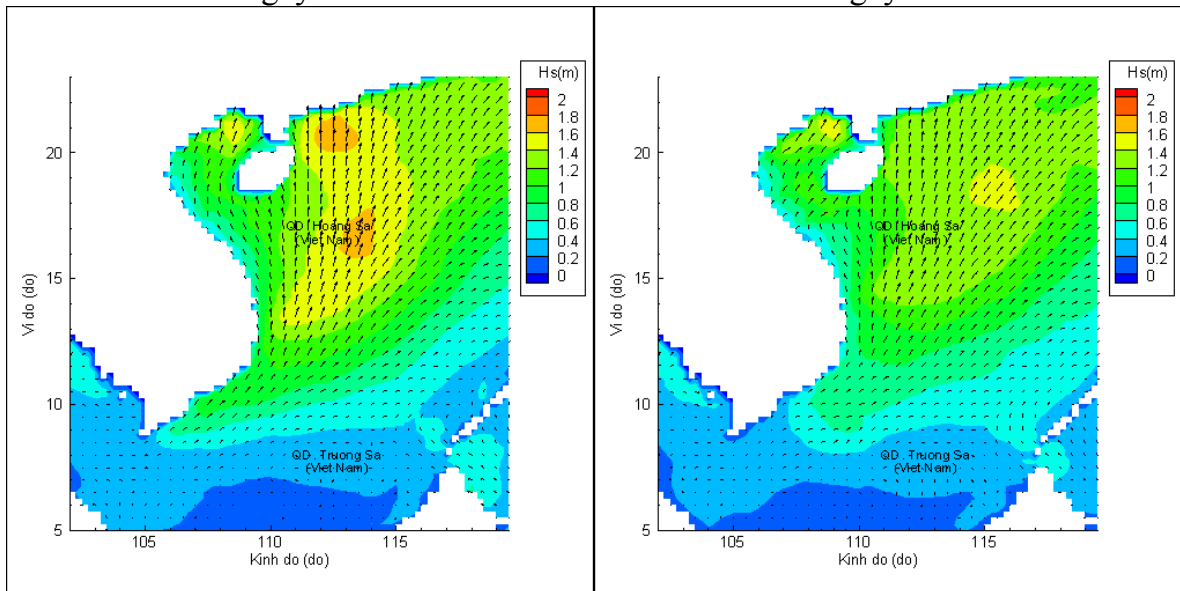 Hs(m)
2
1.8
1.6
1.4
1.2
1
0.8
0.6
0.4
0.2
0
20
15
10
5
Vi do (do)
QD . Hoang Sa
(Viet Nam)
QD . Truong Sa
(Viet Nam)
105
110
115
Kinh do (do)
Hs(m)
2
1.8
1.6
1.4
1.2
1
0.8
0.6
0.4
0.2
0
20
15
10
5
Vi do (do)
QD . Hoang Sa
(Viet Nam)
QD . Truong Sa
(Viet Nam)
105
110
115
Kinh do (do)